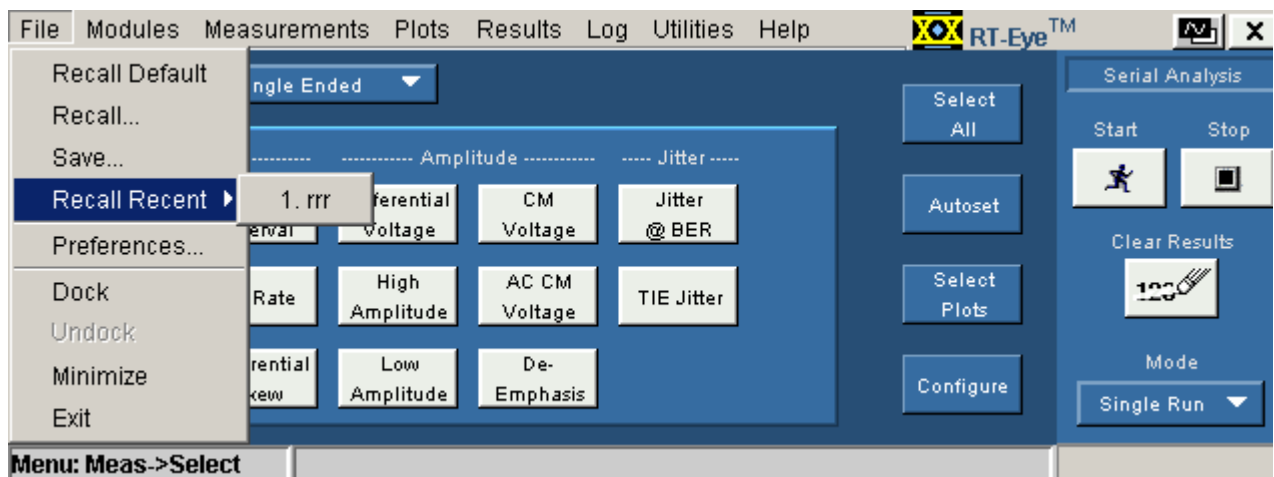 File Modules Measurements Plots Results Log Utilities Help
RT-Eye™
Recall Default
Recall...
Save...
Recall Recent
1. rrr
Preferences...
Dock
Undock
Minimize
Exit
ngle Ended
Amplitude
Jitter
ferential
Voltage
CM
Voltage
Jitter
@ BER
Rate
High
Amplitude
AC CM
Voltage
TIE Jitter
rential
Low
Amplitude
De-
Emphasis
Select
All
Autoset
Select
Plots
Configure
Serial Analysis
Start Stop
Clear Results
123
Mode
Single Run
Menu: Meas->Select